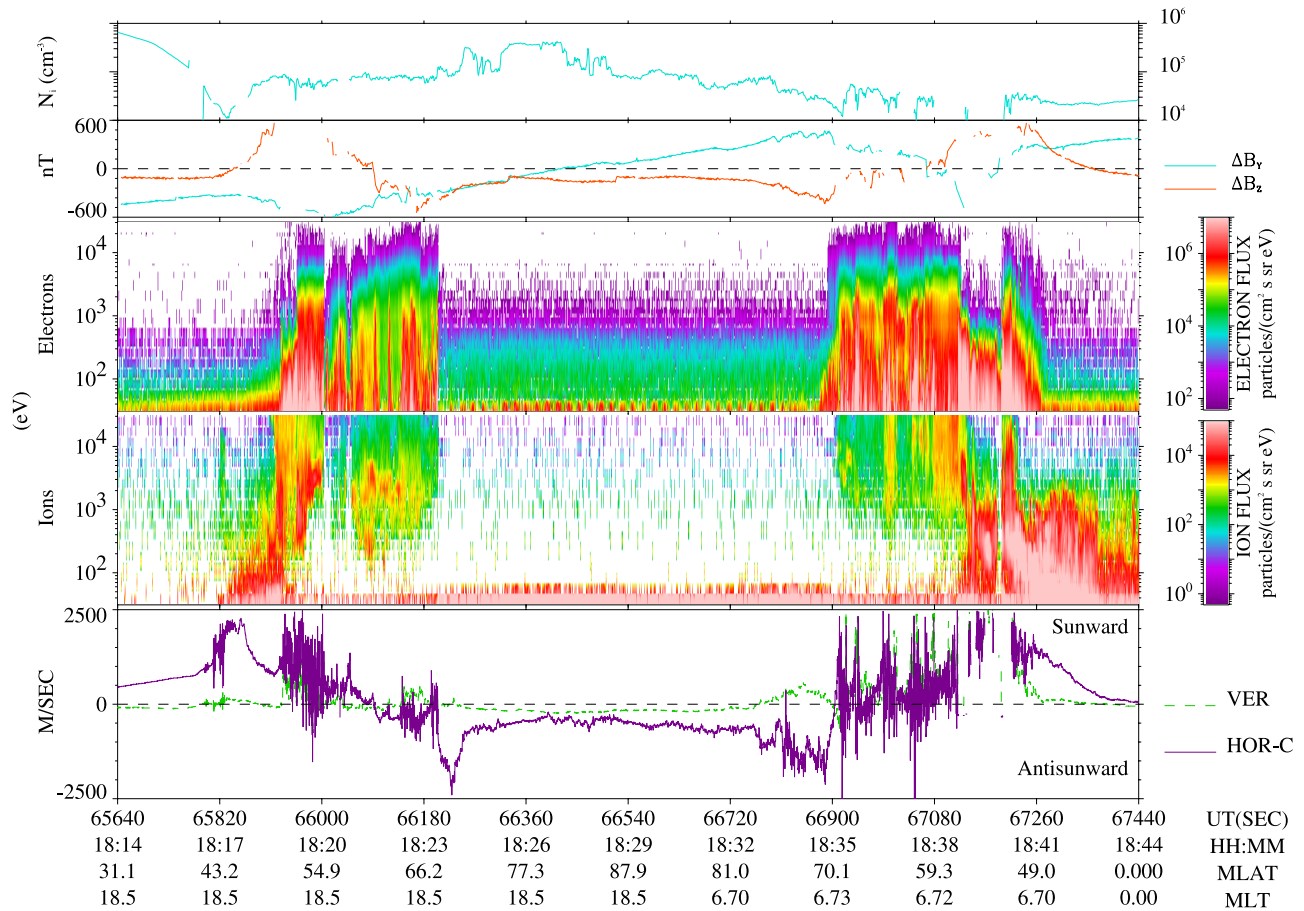 10⁶
Nᵢ (cm⁻³)
10⁵
10⁴
600
nT
0
-600
ΔB_Y
ΔB_Z
10⁴
Electrons
10³
10²
10⁶
10⁴
10²
ELECTRON FLUX
particles/(cm² s sr eV)
(eV)
10⁴
Ions
10³
10²
10⁴
10²
10⁰
ION FLUX
particles/(cm² s sr eV)
2500
M/SEC
0
-2500
Sunward
Antisunward
VER
HOR-C
65640 65820 66000 66180 66360 66540 66720 66900 67080 67260 67440 UT(SEC)
18:14 18:17 18:20 18:23 18:26 18:29 18:32 18:35 18:38 18:41 18:44 HH:MM
31.1 43.2 54.9 66.2 77.3 87.9 81.0 70.1 59.3 49.0 0.000 MLAT
18.5 18.5 18.5 18.5 18.5 18.5 6.70 6.73 6.72 6.70 0.00 MLT